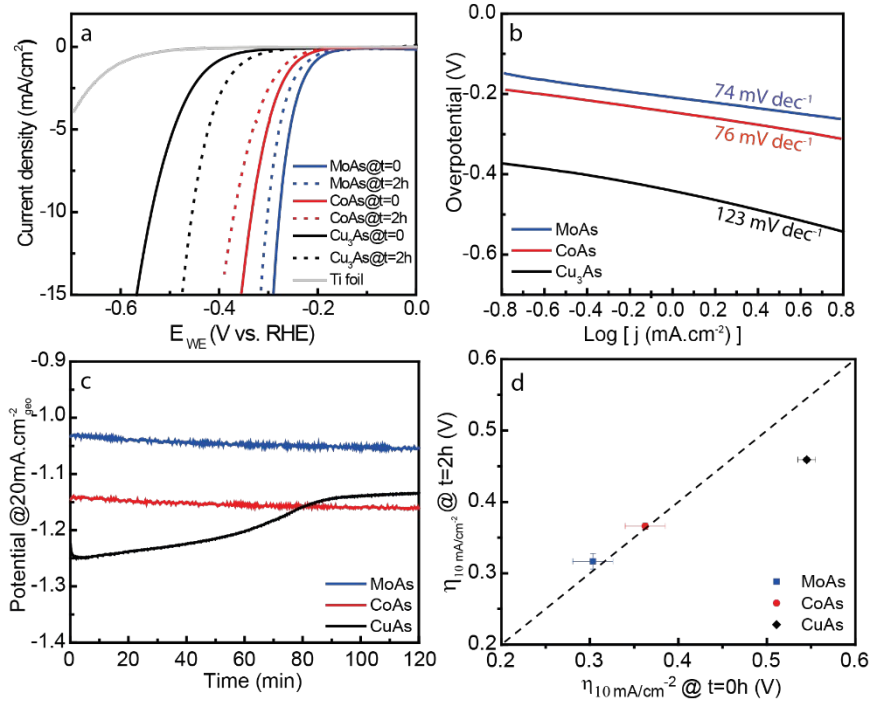 a
Current density (mA/cm²)
0
-5
-10
-15
-0.6
-0.4
-0.2
0.0
E WE (V vs. RHE)
MoAs@t=0
MoAs@t=2h
CoAs@t=0
CoAs@t=2h
Cu₃As@t=0
Cu₃As@t=2h
Ti foil
b
Overpotential (V)
0.0
-0.2
-0.4
-0.6
-0.8
-0.6
-0.4
-0.2
0.0
0.2
0.4
0.6
0.8
Log [ j (mA.cm⁻²) ]
74 mV dec⁻¹
76 mV dec⁻¹
123 mV dec⁻¹
MoAs
CoAs
Cu₃As
c
Potential @20mA.cm⁻²geo
-0.9
-1.0
-1.1
-1.2
-1.3
-1.4
0
20
40
60
80
100
120
Time (min)
MoAs
CoAs
CuAs
d
η10 mA/cm⁻² @ t=2h (V)
0.6
0.5
0.4
0.3
0.2
0.2
0.3
0.4
0.5
0.6
η10 mA/cm⁻² @ t=0h (V)
MoAs
CoAs
CuAs